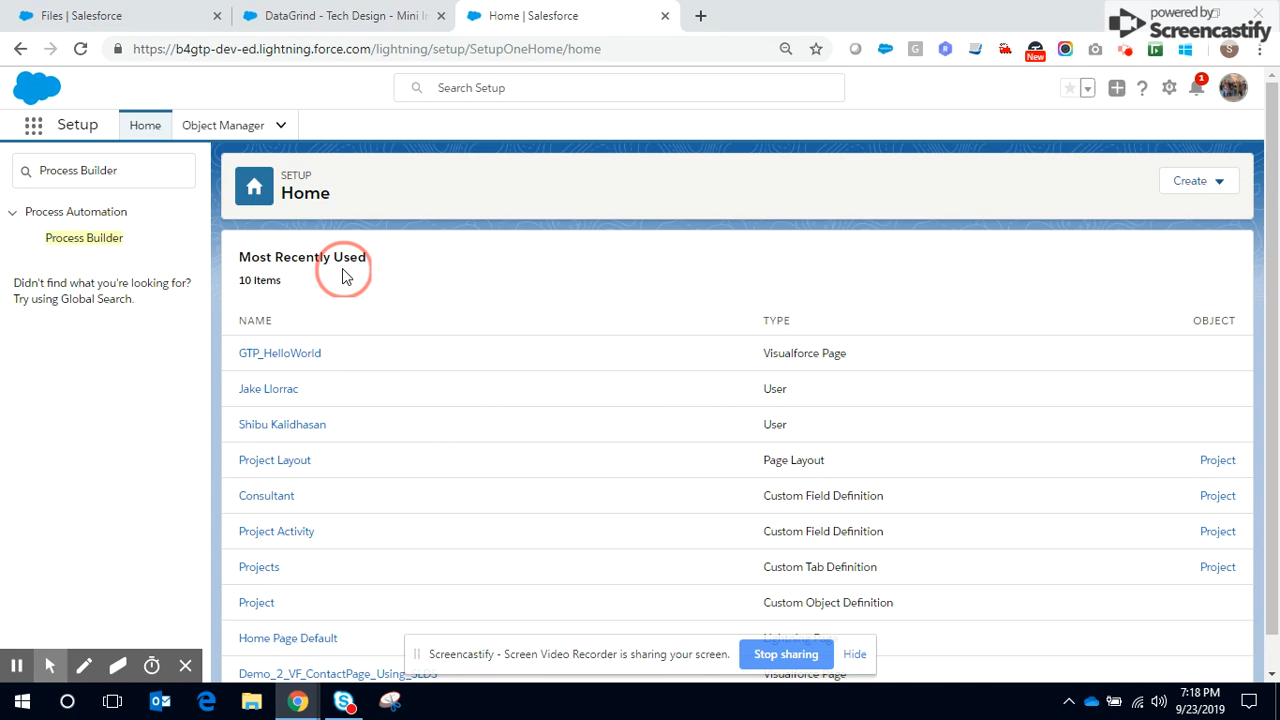 Files | Salesforce
DataGrind - Tech Design - Mini In
Home | Salesforce
powered by
Screencastify
https://b4gtp-dev-ed.lightning.force.com/lightning/setup/SetupOneHome/home
New
Search Setup
1
Setup
Home
Object Manager
Process Builder
Process Automation
Process Builder
Didn't find what you're looking for?
Try using Global Search.
SETUP
Home
Create
Most Recently Used
10 Items
NAME TYPE OBJECT
GTP_HelloWorld Visualforce Page
Jake Llorrac User
Shibu Kalidhasan User
Project Layout Page Layout Project
Consultant Custom Field Definition Project
Project Activity Custom Field Definition Project
Projects Custom Tab Definition Project
Project Custom Object Definition
Home Page Default Lightning Page
Demo_2_VF_ContactPage_Using_SLDS Visualforce Page
Screencastify - Screen Video Recorder is sharing your screen.
Stop sharing
Hide
7:18 PM
9/23/2019